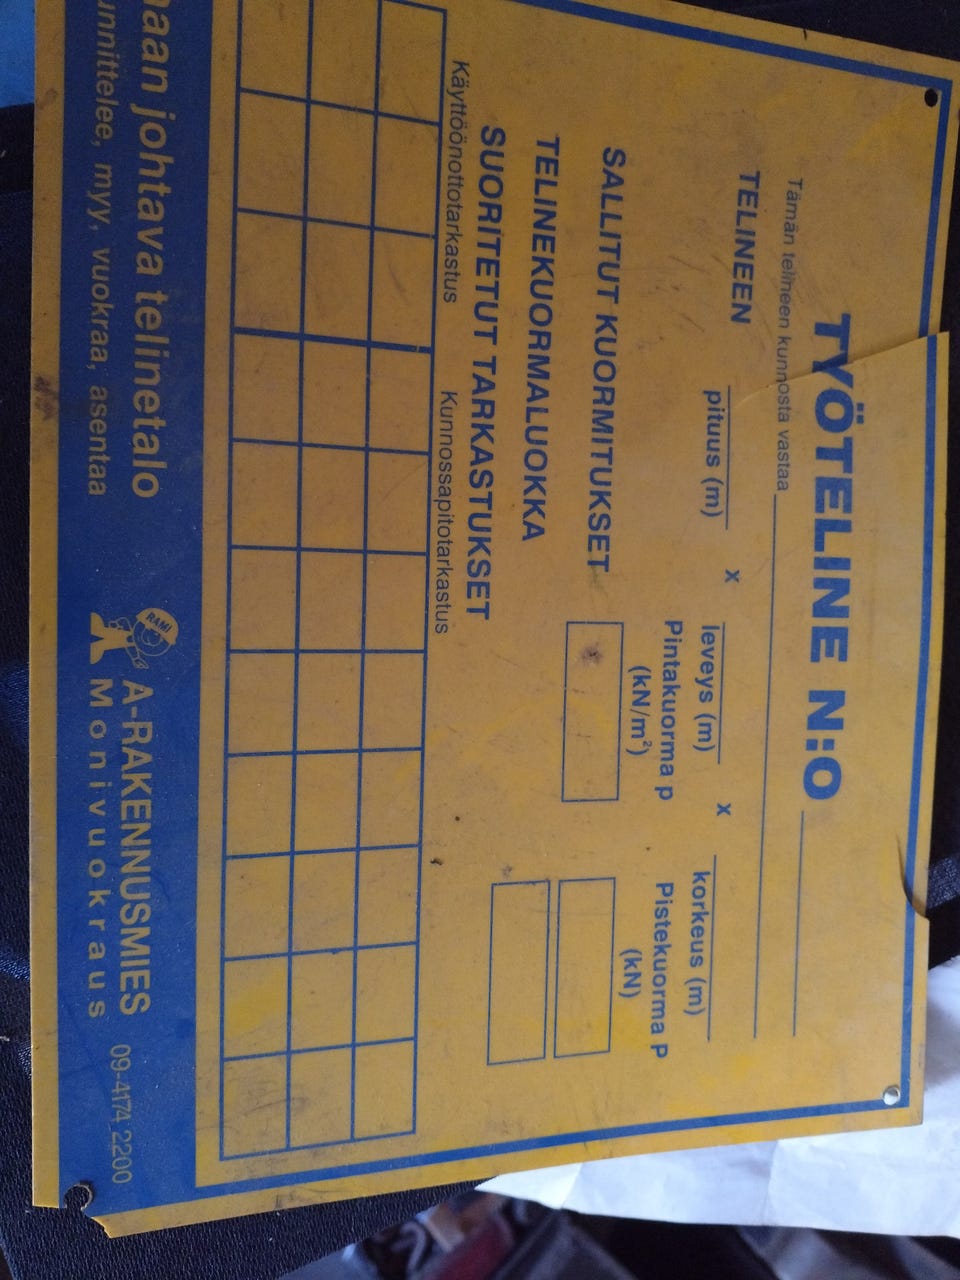 TYÖTELINE N:O
Tämän telineen kunnosta vastaa
TELINEEN
pituus (m) x leveys (m) x korkeus (m)
Pintakuorma p Pistekuorma P
(kN/m²) (kN)
SALLITUT KUORMITUKSET
TELINEKUORMALUOKKA
SUORITETUT TARKASTUKSET
Käyttöönottotarkastus Kunnossapitotarkastus
johtava telinetalo
myy, vuokraa, asentaa
RAMI
A-RAKENNUSMIES
Monivuokraus
09-4174 2200